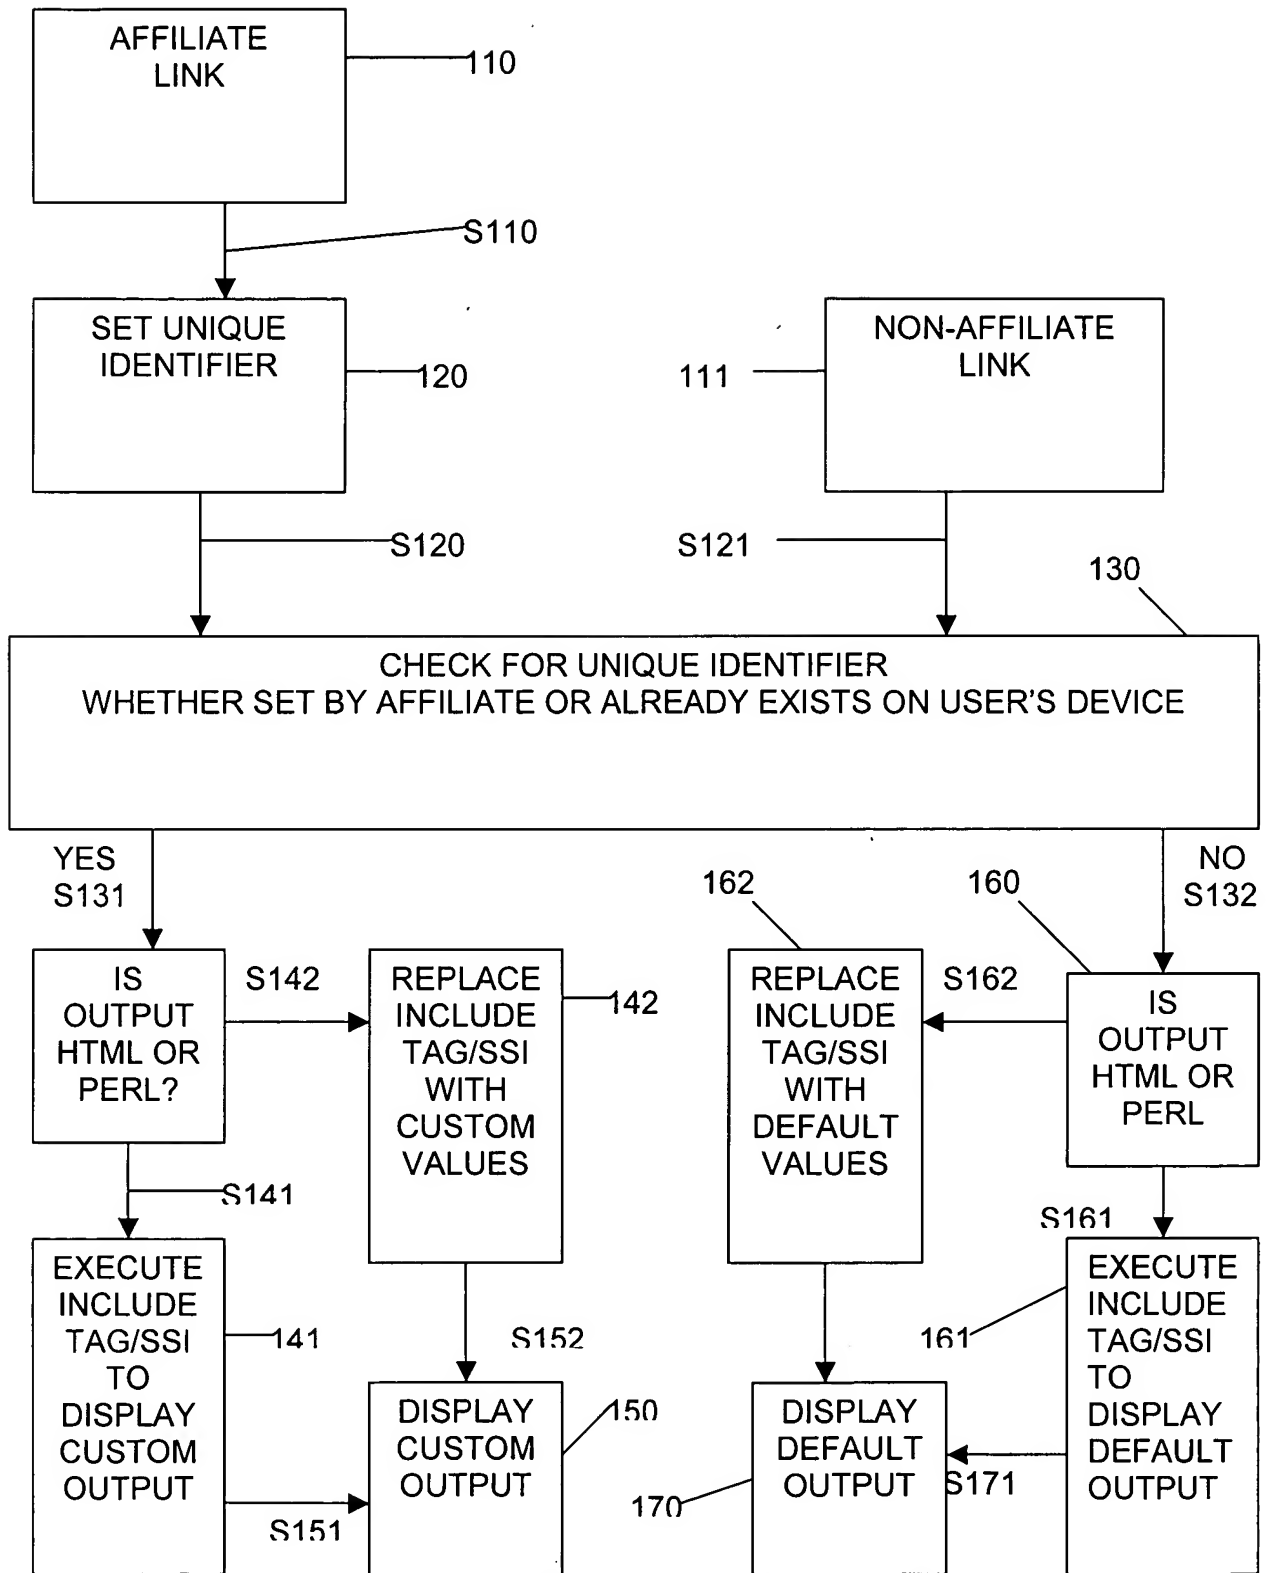 AFFILIATE
LINK
110
S110
SET UNIQUE
IDENTIFIER
120
111
NON-AFFILIATE
LINK
S120
S121
130
CHECK FOR UNIQUE IDENTIFIER
WHETHER SET BY AFFILIATE OR ALREADY EXISTS ON USER'S DEVICE
YES
S131
162
160
NO
S132
IS
OUTPUT
HTML OR
PERL?
S142
REPLACE
INCLUDE
TAG/SSI
WITH
CUSTOM
VALUES
142
REPLACE
INCLUDE
TAG/SSI
WITH
DEFAULT
VALUES
S162
IS
OUTPUT
HTML OR
PERL
S141
S161
EXECUTE
INCLUDE
TAG/SSI
TO
DISPLAY
CUSTOM
OUTPUT
141
S152
161
EXECUTE
INCLUDE
TAG/SSI
TO
DISPLAY
DEFAULT
OUTPUT
DISPLAY
CUSTOM
OUTPUT
150
DISPLAY
DEFAULT
OUTPUT
170
S171
S151